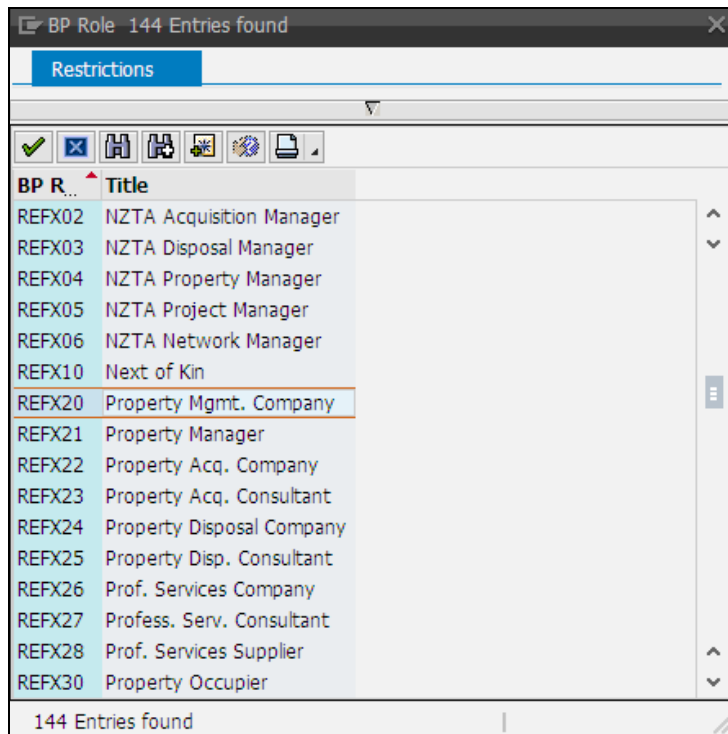 BP Role 144 Entries found
Restrictions
BP R... Title
REFX02 NZTA Acquisition Manager
REFX03 NZTA Disposal Manager
REFX04 NZTA Property Manager
REFX05 NZTA Project Manager
REFX06 NZTA Network Manager
REFX10 Next of Kin
REFX20 Property Mgmt. Company
REFX21 Property Manager
REFX22 Property Acq. Company
REFX23 Property Acq. Consultant
REFX24 Property Disposal Company
REFX25 Property Disp. Consultant
REFX26 Prof. Services Company
REFX27 Profess. Serv. Consultant
REFX28 Prof. Services Supplier
REFX30 Property Occupier
144 Entries found